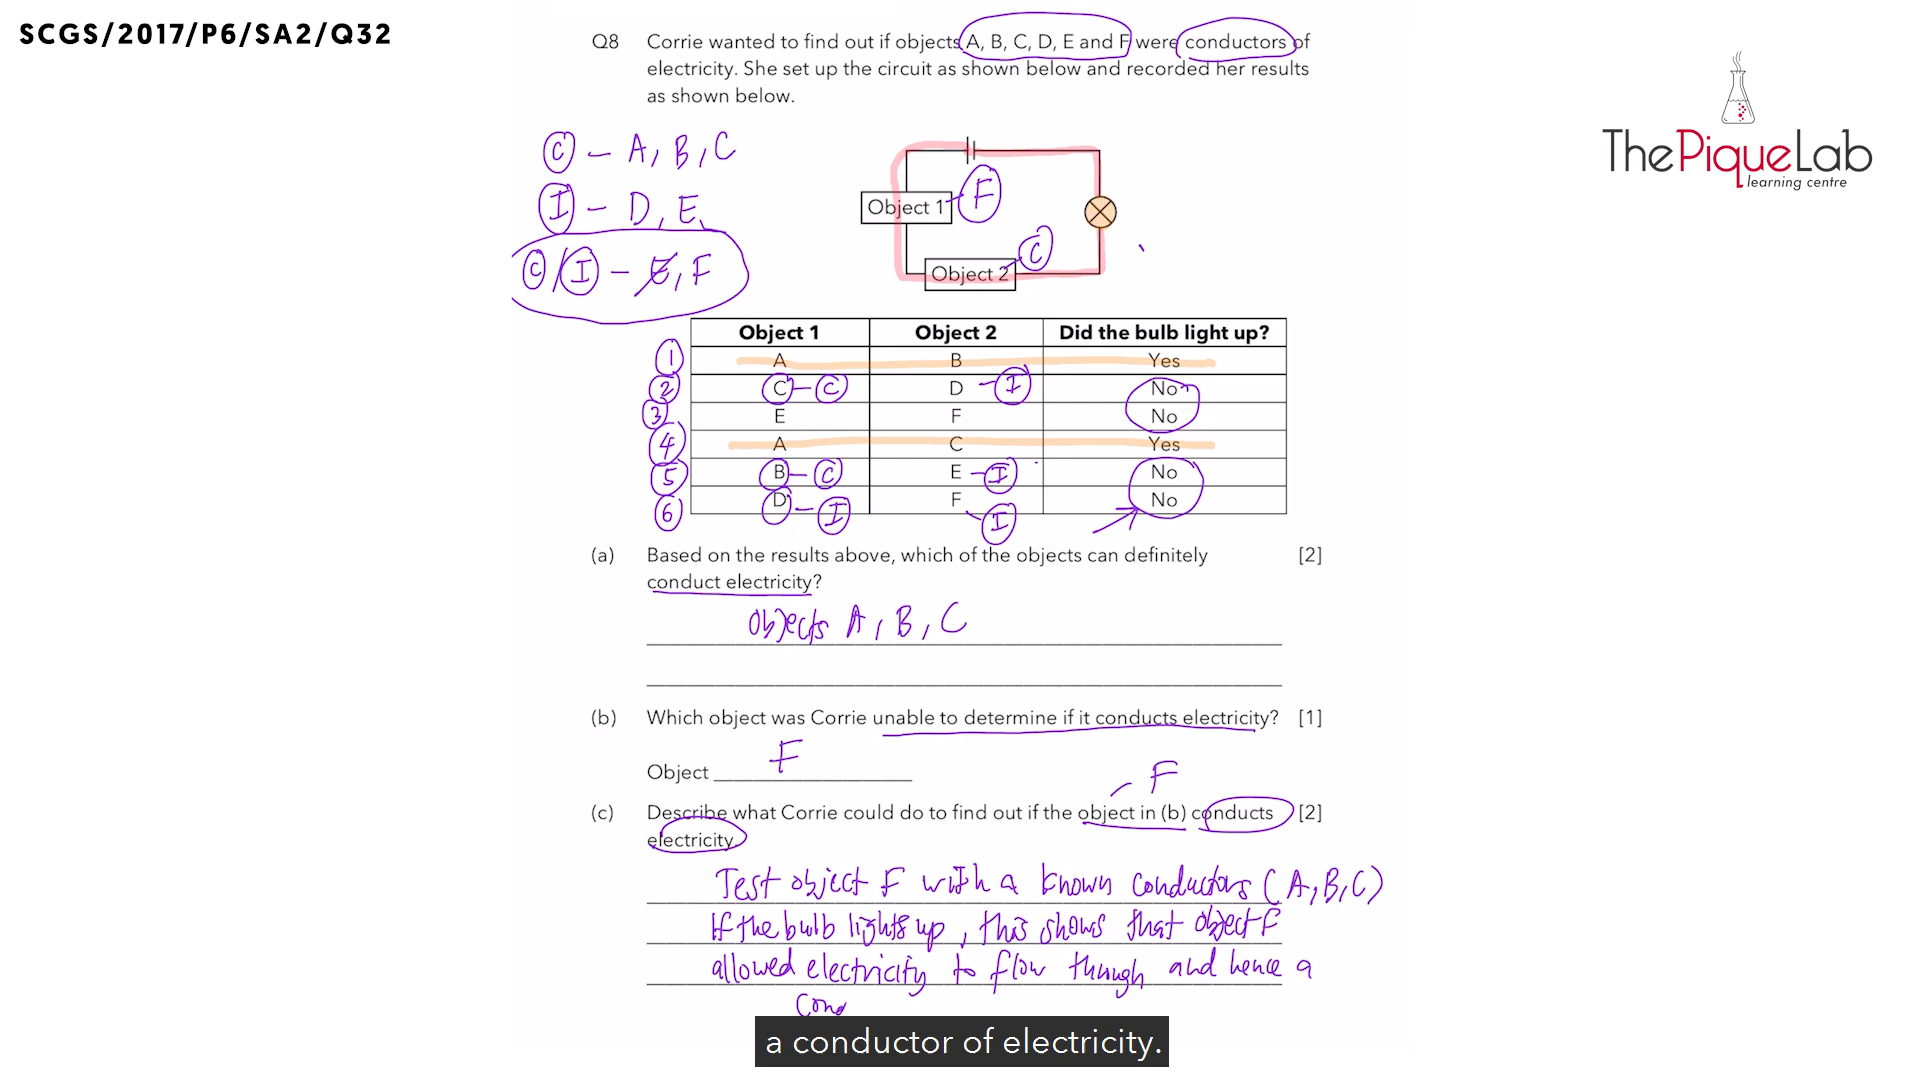 SCGS/2017/P6/SA2/Q32
Q8 Corrie wanted to find out if objects A, B, C, D, E and F were conductors of
electricity. She set up the circuit as shown below and recorded her results
as shown below.
ThePiqueLab
learning centre
C – A, B, C
I – D, E
C/I – E, F
Object 1 F
Object 2 C
Object 1 Object 2 Did the bulb light up?
1 A B Yes
2 C – C D – I No
3 E F No
4 A C Yes
5 B – C E – I No
6 D – I F – I No
(a) Based on the results above, which of the objects can definitely [2]
conduct electricity?
Objects A, B, C
(b) Which object was Corrie unable to determine if it conducts electricity? [1]
Object F
F
(c) Describe what Corrie could do to find out if the object in (b) conducts [2]
electricity.
Test object F with a known conductors (A, B, C)
If the bulb lights up, this shows that object F
allowed electricity to flow through and hence a
cond
a conductor of electricity.